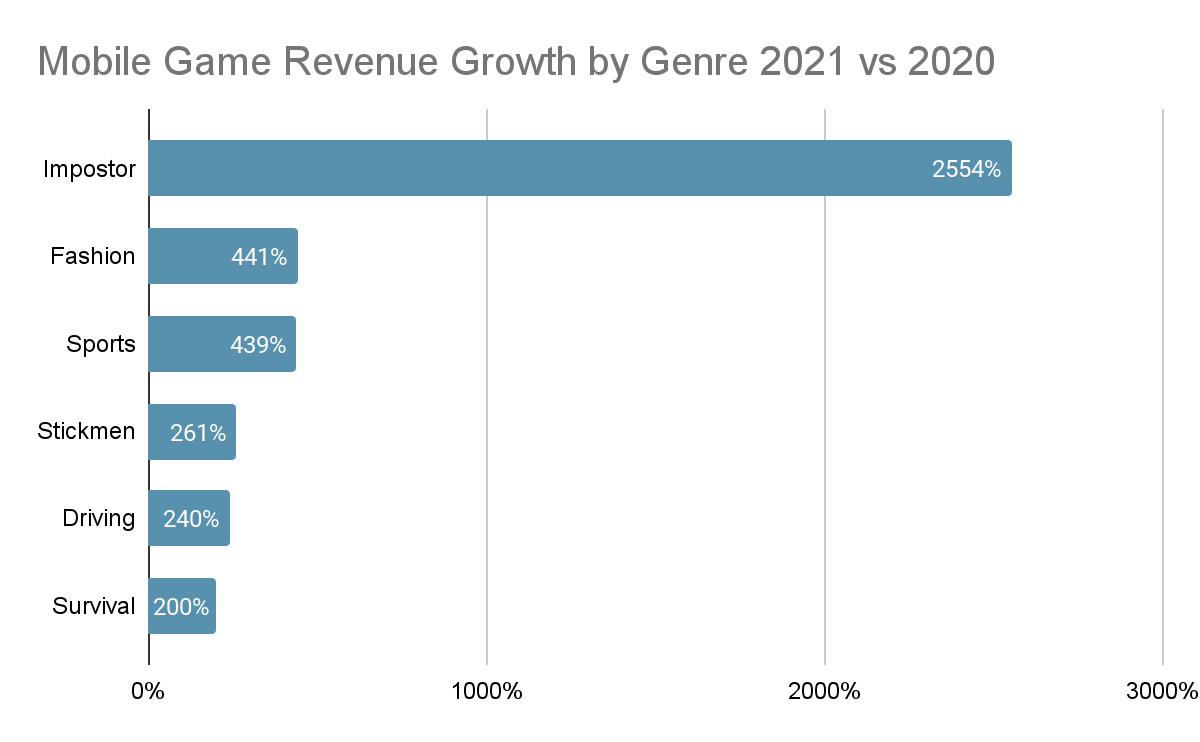 Mobile Game Revenue Growth by Genre 2021 vs 2020
Impostor 2554%
Fashion 441%
Sports 439%
Stickmen 261%
Driving 240%
Survival 200%
0% 1000% 2000% 3000%